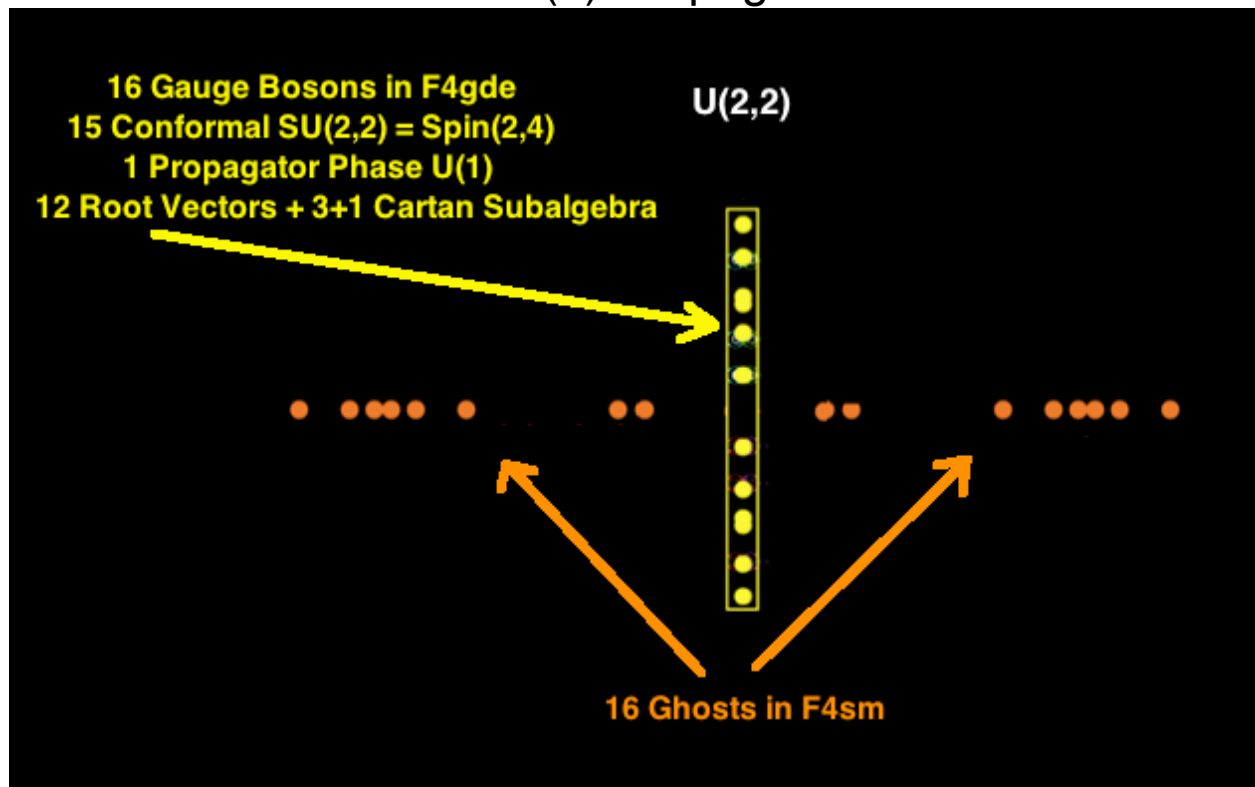 16 Gauge Bosons in F4gde
15 Conformal SU(2,2) = Spin(2,4)
1 Propagator Phase U(1)
12 Root Vectors + 3+1 Cartan Subalgebra
U(2,2)
16 Ghosts in F4sm